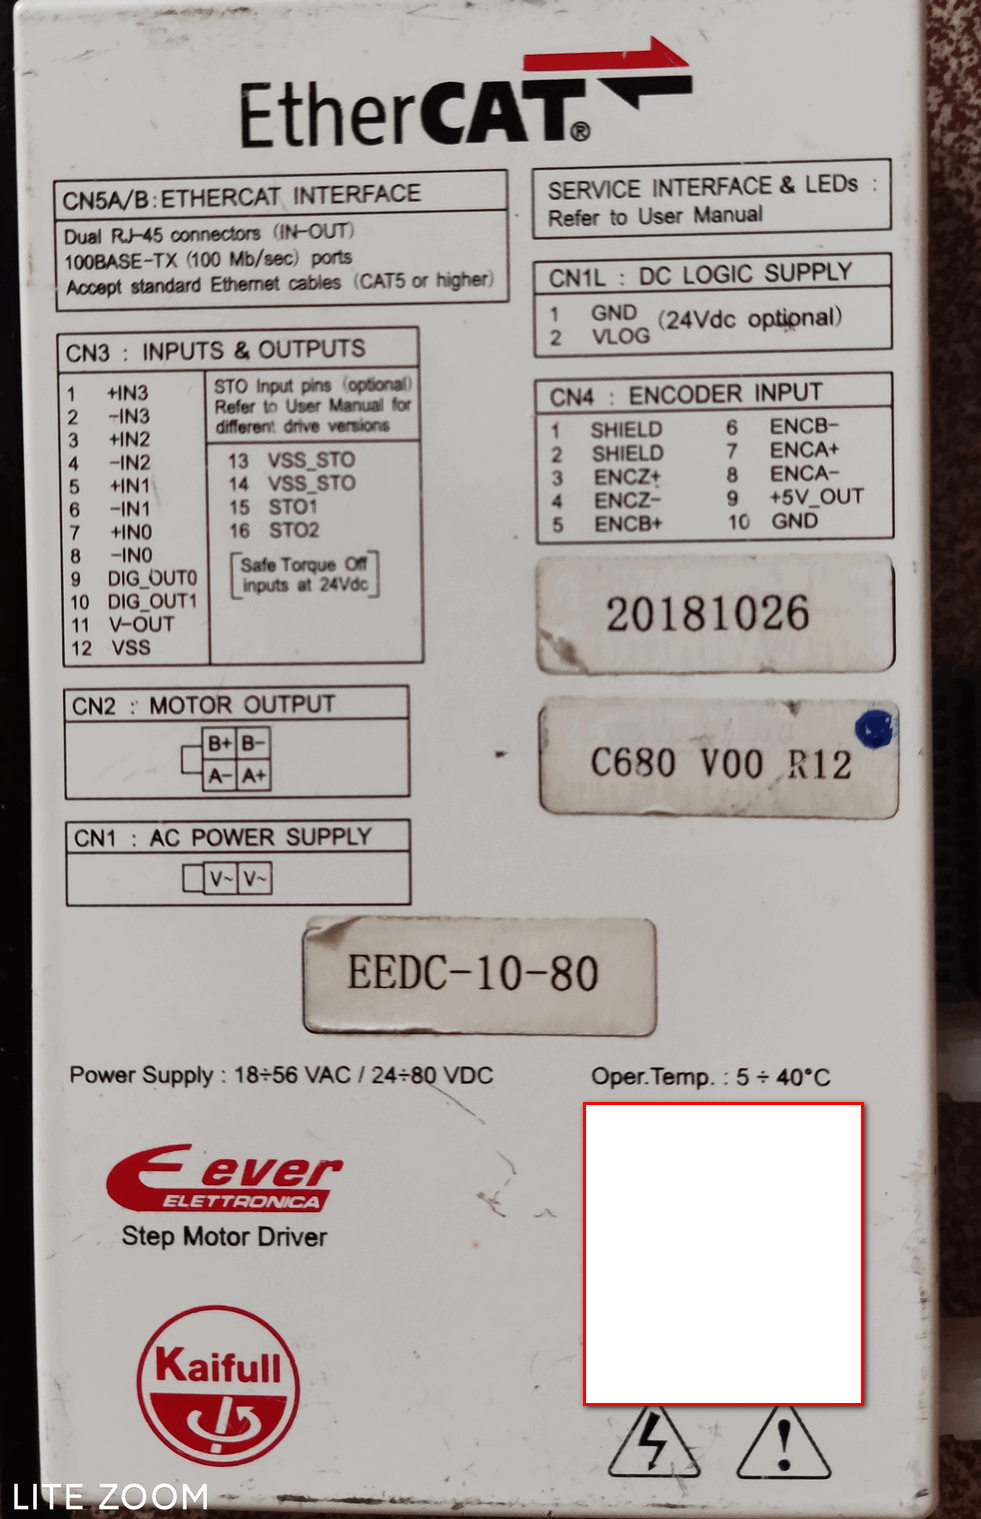 EtherCAT®
CN5A/B:ETHERCAT INTERFACE
Dual RJ-45 connectors (IN-OUT)
100BASE-TX (100 Mb/sec) ports
Accept standard Ethernet cables (CAT5 or higher)
SERVICE INTERFACE & LEDs :
Refer to User Manual
CN1L : DC LOGIC SUPPLY
1 GND
2 VLOG
(24Vdc optional)
CN3 : INPUTS & OUTPUTS
1 +IN3
2 -IN3
3 +IN2
4 -IN2
5 +IN1
6 -IN1
7 +IN0
8 -IN0
9 DIG_OUT0
10 DIG_OUT1
11 V-OUT
12 VSS
STO Input pins (optional)
Refer to User Manual for
different drive versions
13 VSS_STO
14 VSS_STO
15 STO1
16 STO2
[Safe Torque Off
inputs at 24Vdc]
CN4 : ENCODER INPUT
1 SHIELD 6 ENCB-
2 SHIELD 7 ENCA+
3 ENCZ+ 8 ENCA-
4 ENCZ- 9 +5V_OUT
5 ENCB+ 10 GND
20181026
C680 V00 R12
CN2 : MOTOR OUTPUT
B+ B-
A- A+
CN1 : AC POWER SUPPLY
V~ V~
EEDC-10-80
Power Supply : 18÷56 VAC / 24÷80 VDC
Oper.Temp. : 5 ÷ 40°C
E ever
ELETTRONICA
Step Motor Driver
Kaifull
LITE ZOOM